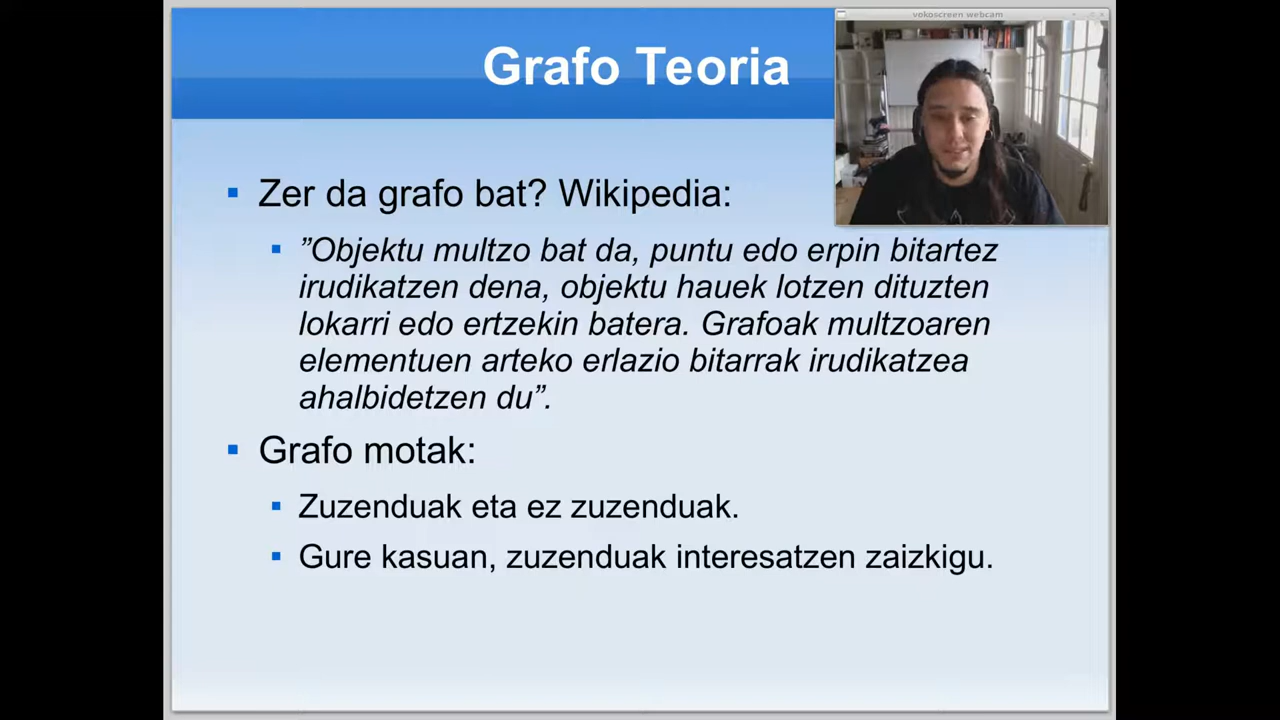 vokoscreen webcam
Grafo Teoria
Zer da grafo bat? Wikipedia:
”Objektu multzo bat da, puntu edo erpin bitartez
irudikatzen dena, objektu hauek lotzen dituzten
lokarri edo ertzekin batera. Grafoak multzoaren
elementuen arteko erlazio bitarrak irudikatzea
ahalbidetzen du”.
Grafo motak:
Zuzenduak eta ez zuzenduak.
Gure kasuan, zuzenduak interesatzen zaizkigu.